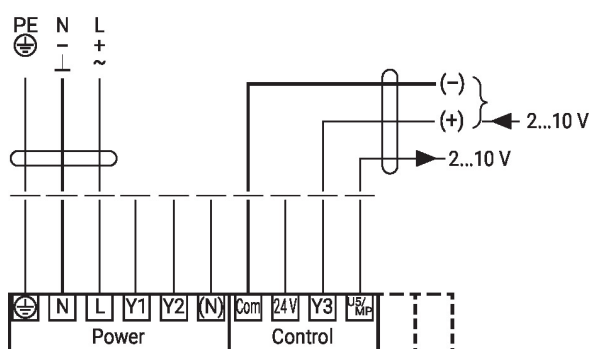 PE N L
- +
⊥ ~
(-)
(+) 2...10 V
2...10 V
N L Y1 Y2 (N) Com 24V Y3 U5/MP
Power Control